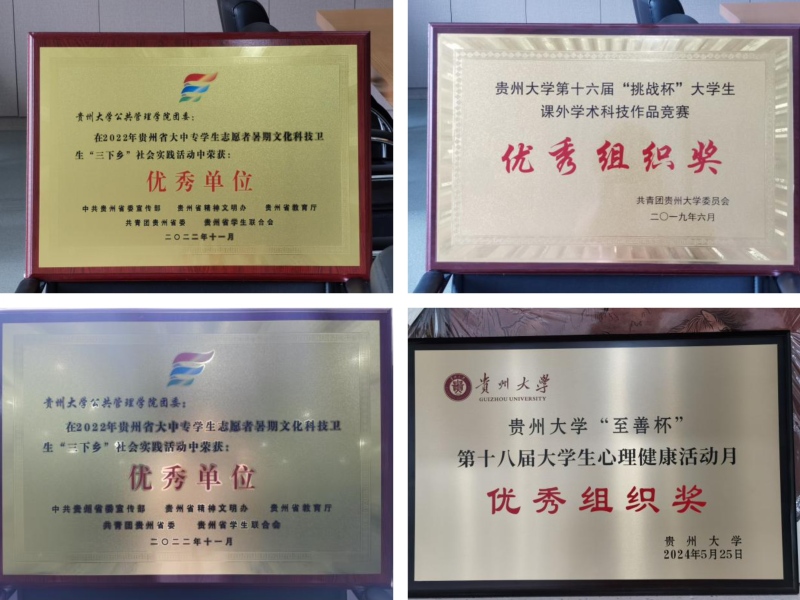 贵州大学公共管理学院团委：
在2022年贵州省大中专学生志愿者暑期文化科技卫
生“三下乡”社会实践活动中荣获：
优秀单位
中共贵州省委宣传部 贵州省精神文明办 贵州省教育厅
共青团贵州省委 贵州省学生联合会
二〇二二年十一月
贵州大学第十六届“挑战杯”大学生
课外学术科技作品竞赛
优秀组织奖
共青团贵州大学委员会
二〇一九年六月
贵州大学公共管理学院团委：
在2022年贵州省大中专学生志愿者暑期文化科技卫
生“三下乡”社会实践活动中荣获：
优秀单位
中共贵州省委宣传部 贵州省精神文明办 贵州省教育厅
共青团贵州省委 贵州省学生联合会
二〇二二年十一月
贵州大学
GUIZHOU UNIVERSITY
贵州大学“至善杯”
第十八届大学生心理健康活动月
优秀组织奖
贵州大学
2024年5月25日